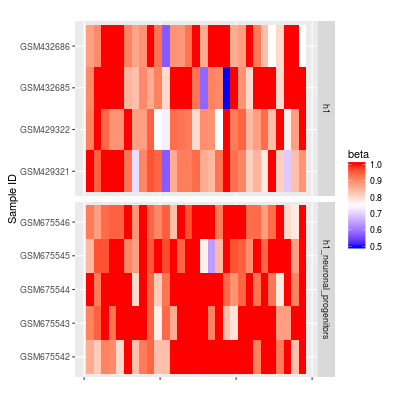 GSM432686
GSM432685
GSM429322
GSM429321
h1
GSM675546
GSM675545
GSM675544
GSM675543
GSM675542
h1_neuronal_progenitors
Sample ID
beta
1.0
0.9
0.8
0.7
0.6
0.5